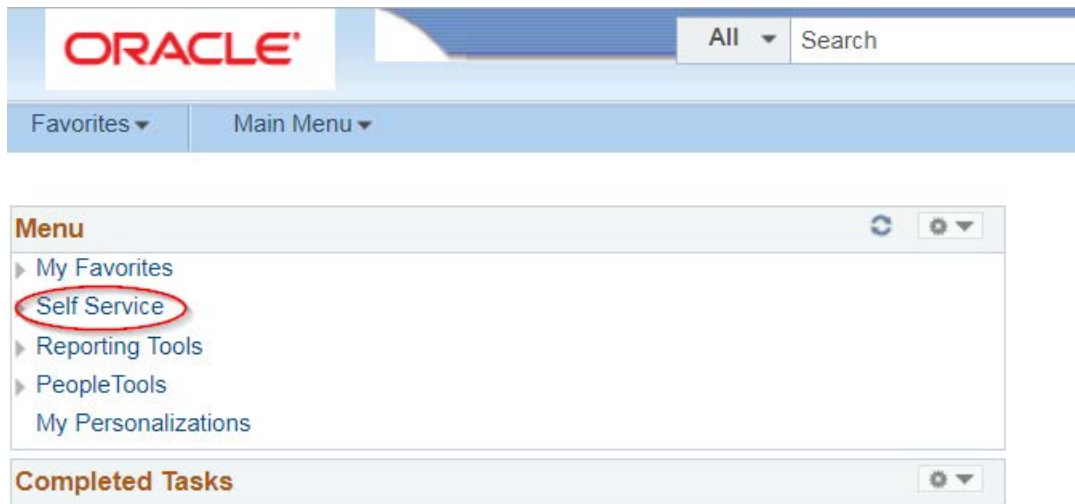 ORACLE'
All Search
Favorites Main Menu
Menu
My Favorites
Self Service
Reporting Tools
PeopleTools
My Personalizations
Completed Tasks